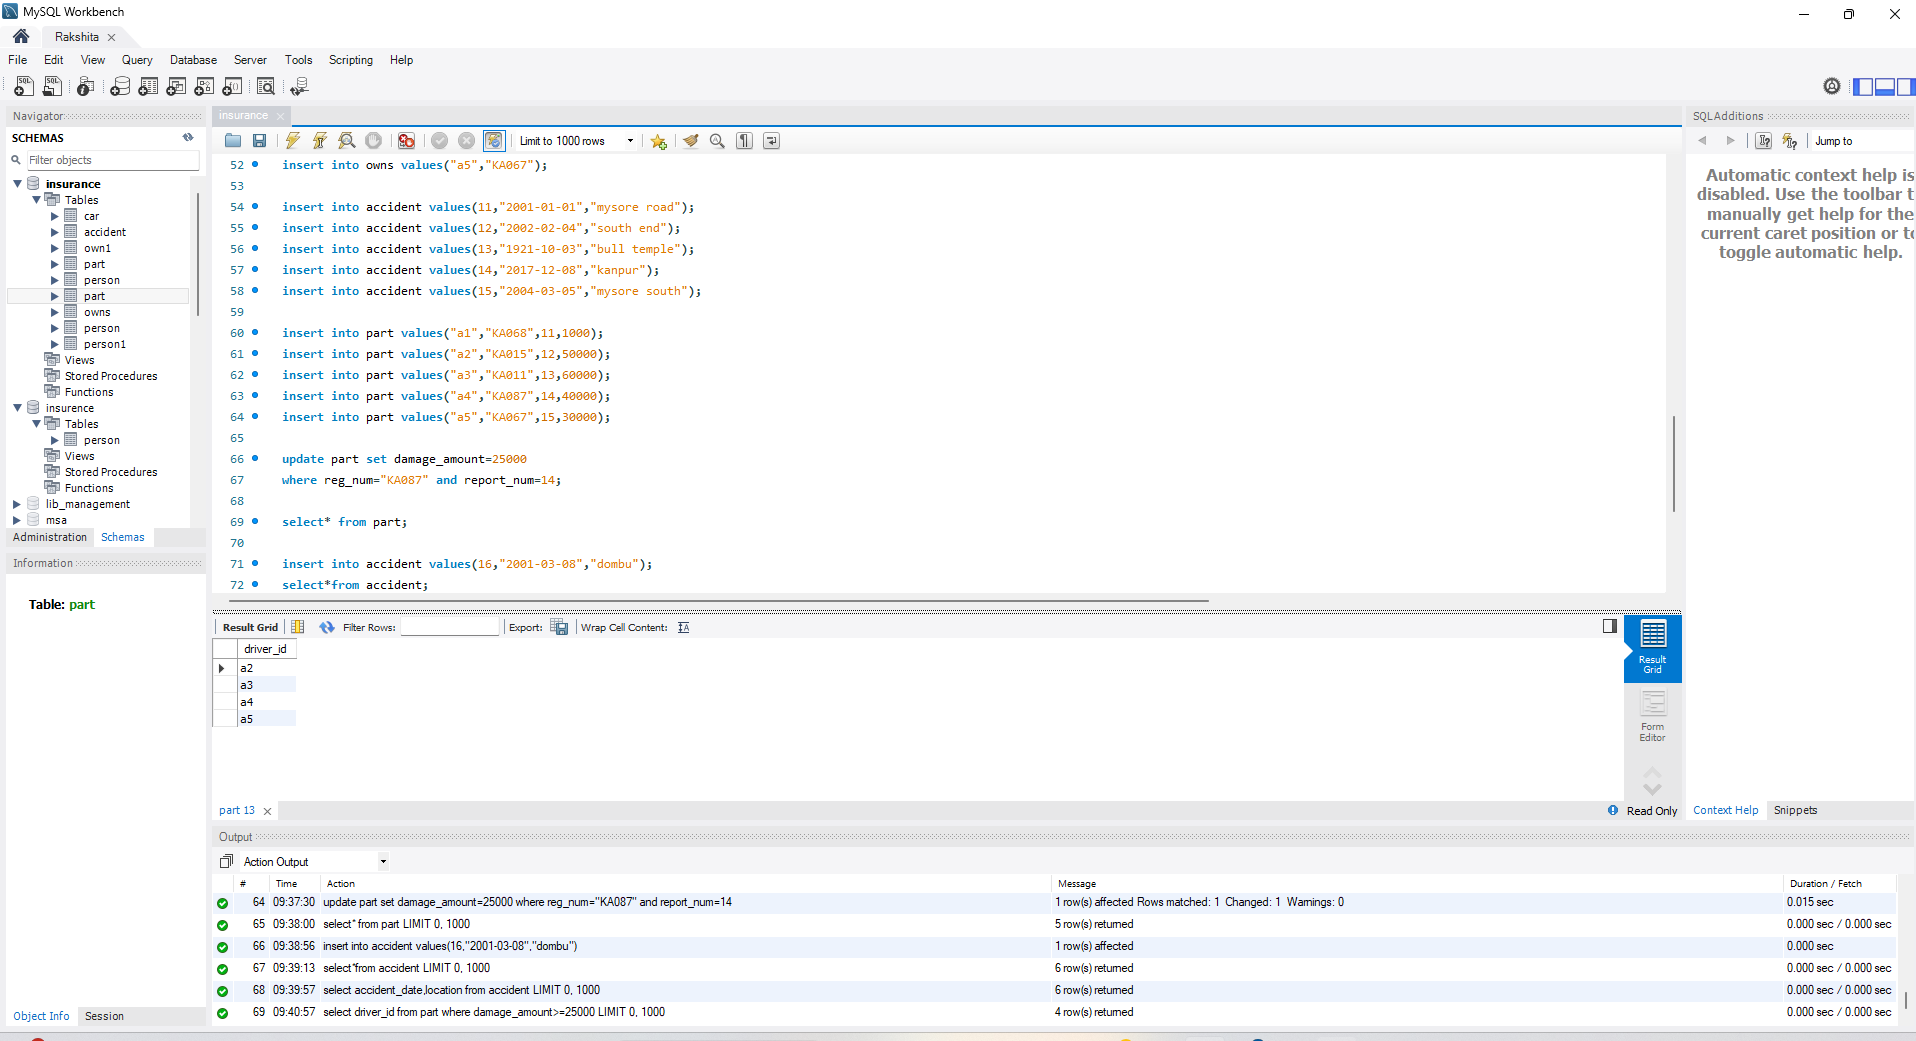 MySQL Workbench
Rakshita
File Edit View Query Database Server Tools Scripting Help
Navigator
SCHEMAS
Filter objects
insurance
Tables
car
accident
own1
part
person
part
owns
person
person1
Views
Stored Procedures
Functions
insurence
Tables
person
Views
Stored Procedures
Functions
lib_management
msa
Administration Schemas
Information
Table: part
Object Info Session
insurance
Limit to 1000 rows
52 insert into owns values("a5","KA067");
53
54 insert into accident values(11,"2001-01-01","mysore road");
55 insert into accident values(12,"2002-02-04","south end");
56 insert into accident values(13,"1921-10-03","bull temple");
57 insert into accident values(14,"2017-12-08","kanpur");
58 insert into accident values(15,"2004-03-05","mysore south");
59
60 insert into part values("a1","KA068",11,1000);
61 insert into part values("a2","KA015",12,50000);
62 insert into part values("a3","KA011",13,60000);
63 insert into part values("a4","KA087",14,40000);
64 insert into part values("a5","KA067",15,30000);
65
66 update part set damage_amount=25000
67 where reg_num="KA087" and report_num=14;
68
69 select* from part;
70
71 insert into accident values(16,"2001-03-08","dombu");
72 select*from accident;
Result Grid Filter Rows: Export: Wrap Cell Content:
driver_id
a2
a3
a4
a5
Result
Grid
Form
Editor
part 13
Read Only
SQLAdditions
Jump to
Automatic context help is
disabled. Use the toolbar t
manually get help for the
current caret position or to
toggle automatic help.
Context Help Snippets
Output
Action Output
# Time Action Message Duration / Fetch
64 09:37:30 update part set damage_amount=25000 where reg_num="KA087" and report_num=14 1 row(s) affected Rows matched: 1 Changed: 1 Warnings: 0 0.015 sec
65 09:38:00 select* from part LIMIT 0, 1000 5 row(s) returned 0.000 sec / 0.000 sec
66 09:38:56 insert into accident values(16,"2001-03-08","dombu") 1 row(s) affected 0.000 sec
67 09:39:13 select*from accident LIMIT 0, 1000 6 row(s) returned 0.000 sec / 0.000 sec
68 09:39:57 select accident_date,location from accident LIMIT 0, 1000 6 row(s) returned 0.000 sec / 0.000 sec
69 09:40:57 select driver_id from part where damage_amount>=25000 LIMIT 0, 1000 4 row(s) returned 0.000 sec / 0.000 sec